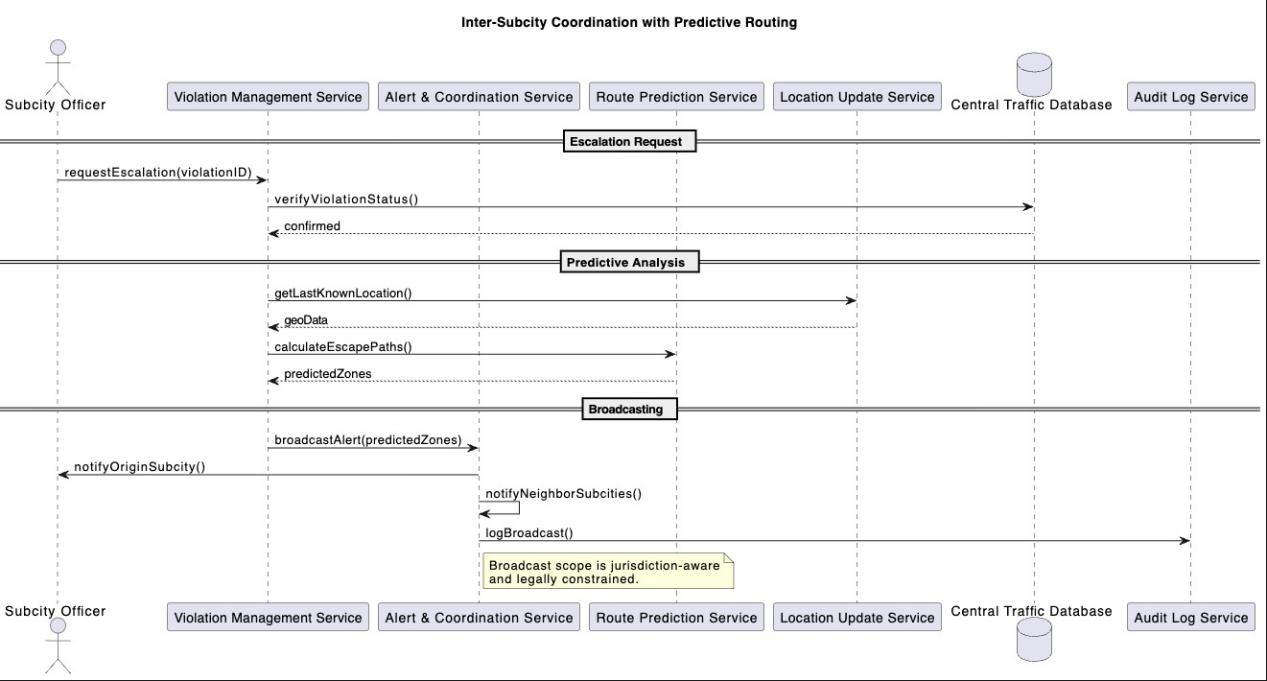 Inter-Subcity Coordination with Predictive Routing
Subcity Officer
Violation Management Service
Alert & Coordination Service
Route Prediction Service
Location Update Service
Central Traffic Database
Audit Log Service
Escalation Request
requestEscalation(violationID)
verifyViolationStatus()
confirmed
Predictive Analysis
getLastKnownLocation()
geoData
calculateEscapePaths()
predictedZones
Broadcasting
broadcastAlert(predictedZones)
notifyOriginSubcity()
notifyNeighborSubcities()
logBroadcast()
Broadcast scope is jurisdiction-aware
and legally constrained.
Subcity Officer
Violation Management Service
Alert & Coordination Service
Route Prediction Service
Location Update Service
Central Traffic Database
Audit Log Service